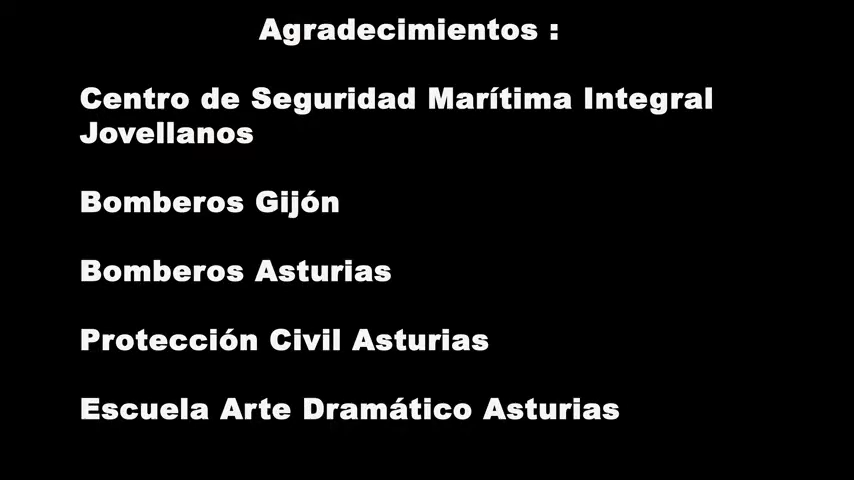 Agradecimientos :
Centro de Seguridad Marítima Integral
Jovellanos
Bomberos Gijón
Bomberos Asturias
Protección Civil Asturias
Escuela Arte Dramático Asturias